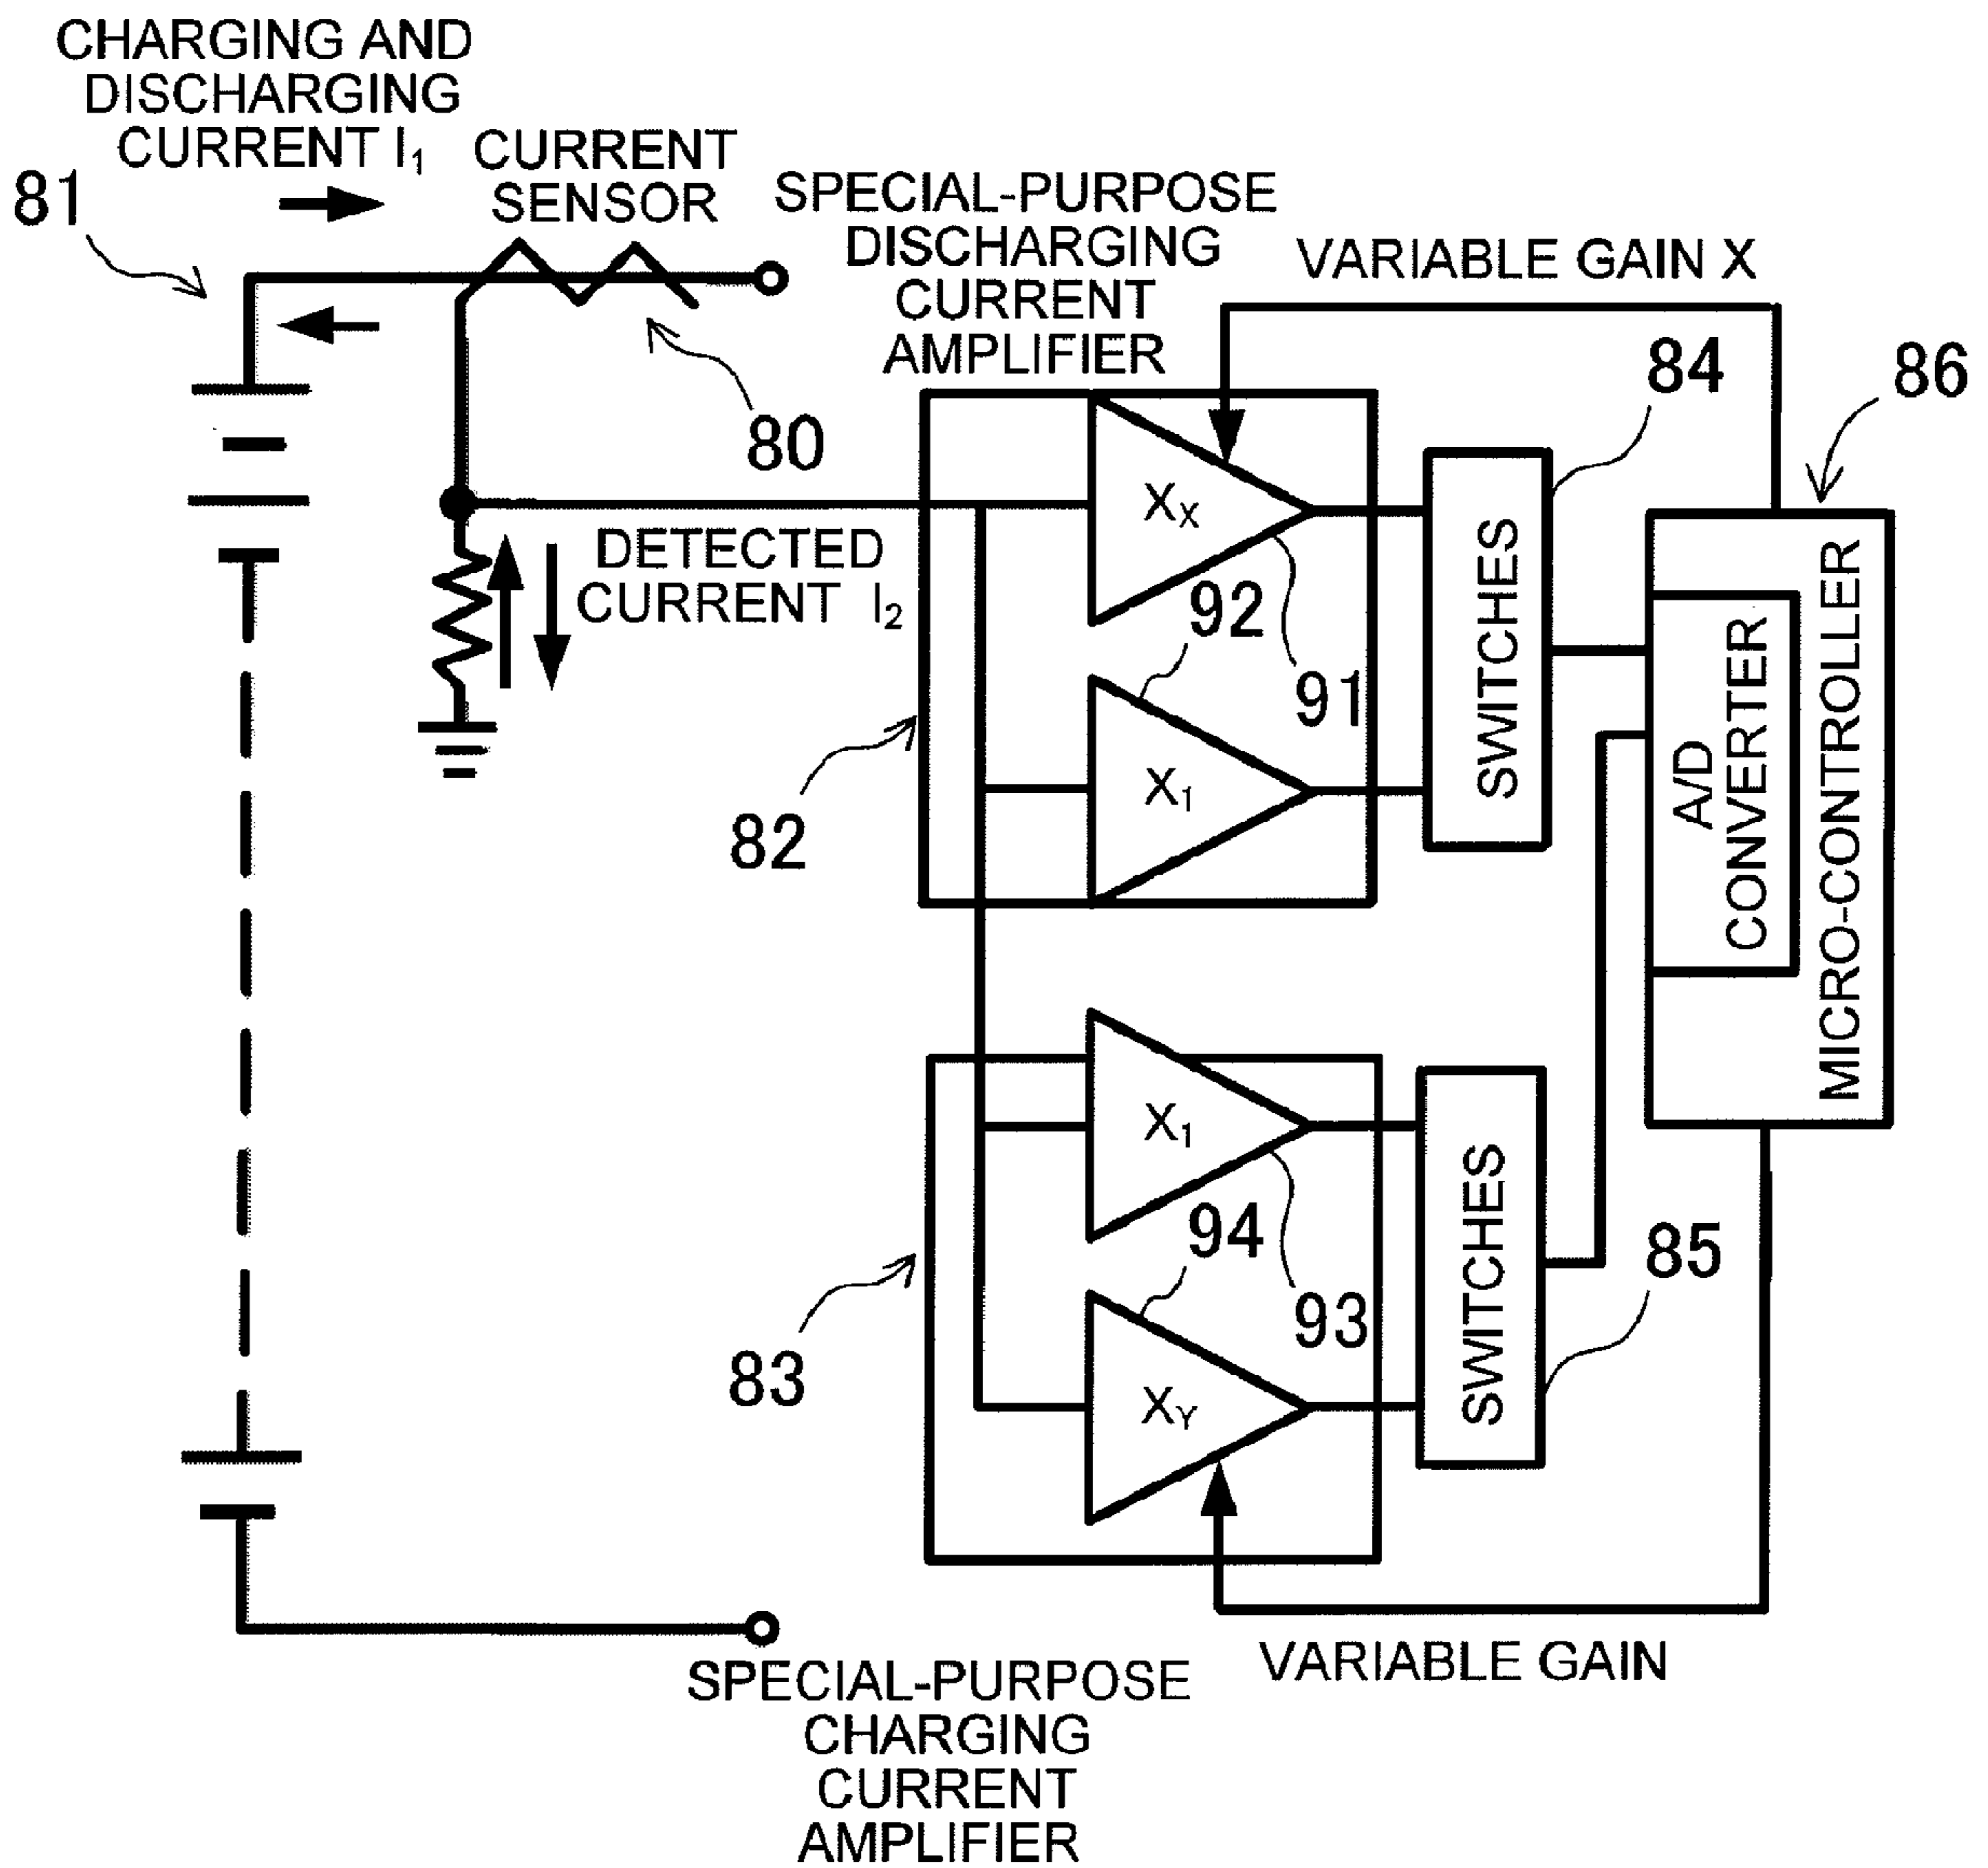 CHARGING AND
DISCHARGING
CURRENT I₁
81
CURRENT
SENSOR
SPECIAL-PURPOSE
DISCHARGING
CURRENT
AMPLIFIER
VARIABLE GAIN X
84
86
80
X_X
DETECTED
CURRENT I₂
92
91
SWITCHES
A/D
CONVERTER
MICRO-CONTROLLER
X₁
82
X₁
94
93
SWITCHES
85
83
X_Y
VARIABLE GAIN
SPECIAL-PURPOSE
CHARGING
CURRENT
AMPLIFIER